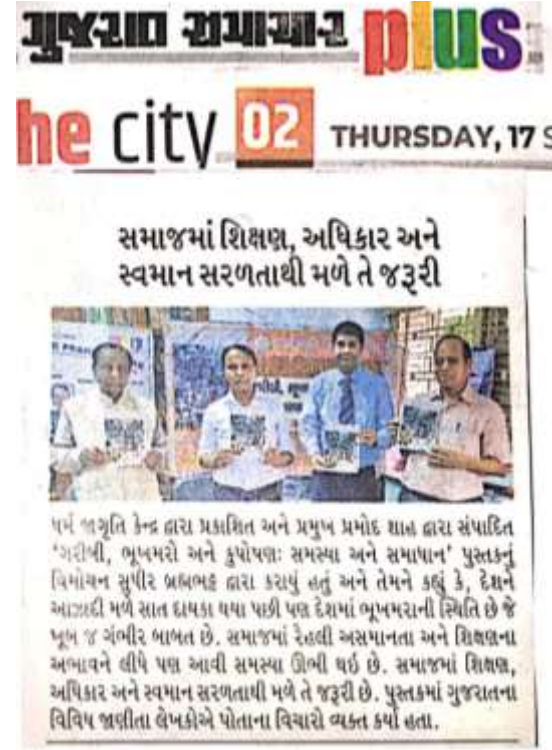 ગુજરાત સમાચાર plus
he city 02 THURSDAY, 17 S
સમાજમાં શિક્ષણ, અધિકાર અને
સ્વમાન સરળતાથી મળે તે જરૂરી
ધર્મ જાગૃતિ કેન્દ્ર દ્વારા પ્રકાશિત અને પ્રમુખ પ્રમોદ શાહ દ્વારા સંપાદિત
'ગરીબી, ભૂખમરો અને કુપોષણઃ સમસ્યા અને સમાધાન' પુસ્તકનું
વિમોચન સુધીર બ્રહ્મભટ્ટ દ્વારા કરાયું હતું અને તેમને કહ્યું કે, દેશને
આઝાદી મળે સાત દાયકા થયા પછી પણ દેશમાં ભૂખમરાની સ્થિતિ છે જે
ખૂબ જ ગંભીર બાબત છે. સમાજમાં રેહલી અસમાનતા અને શિક્ષણના
અભાવને લીધે પણ આવી સમસ્યા ઊભી થઇ છે. સમાજમાં શિક્ષણ,
અધિકાર અને સ્વમાન સરળતાથી મળે તે જરૂરી છે. પુસ્તકમાં ગુજરાતના
વિવિધ જાણીતા લેખકોએ પોતાના વિચારો વ્યક્ત કર્યા હતા.